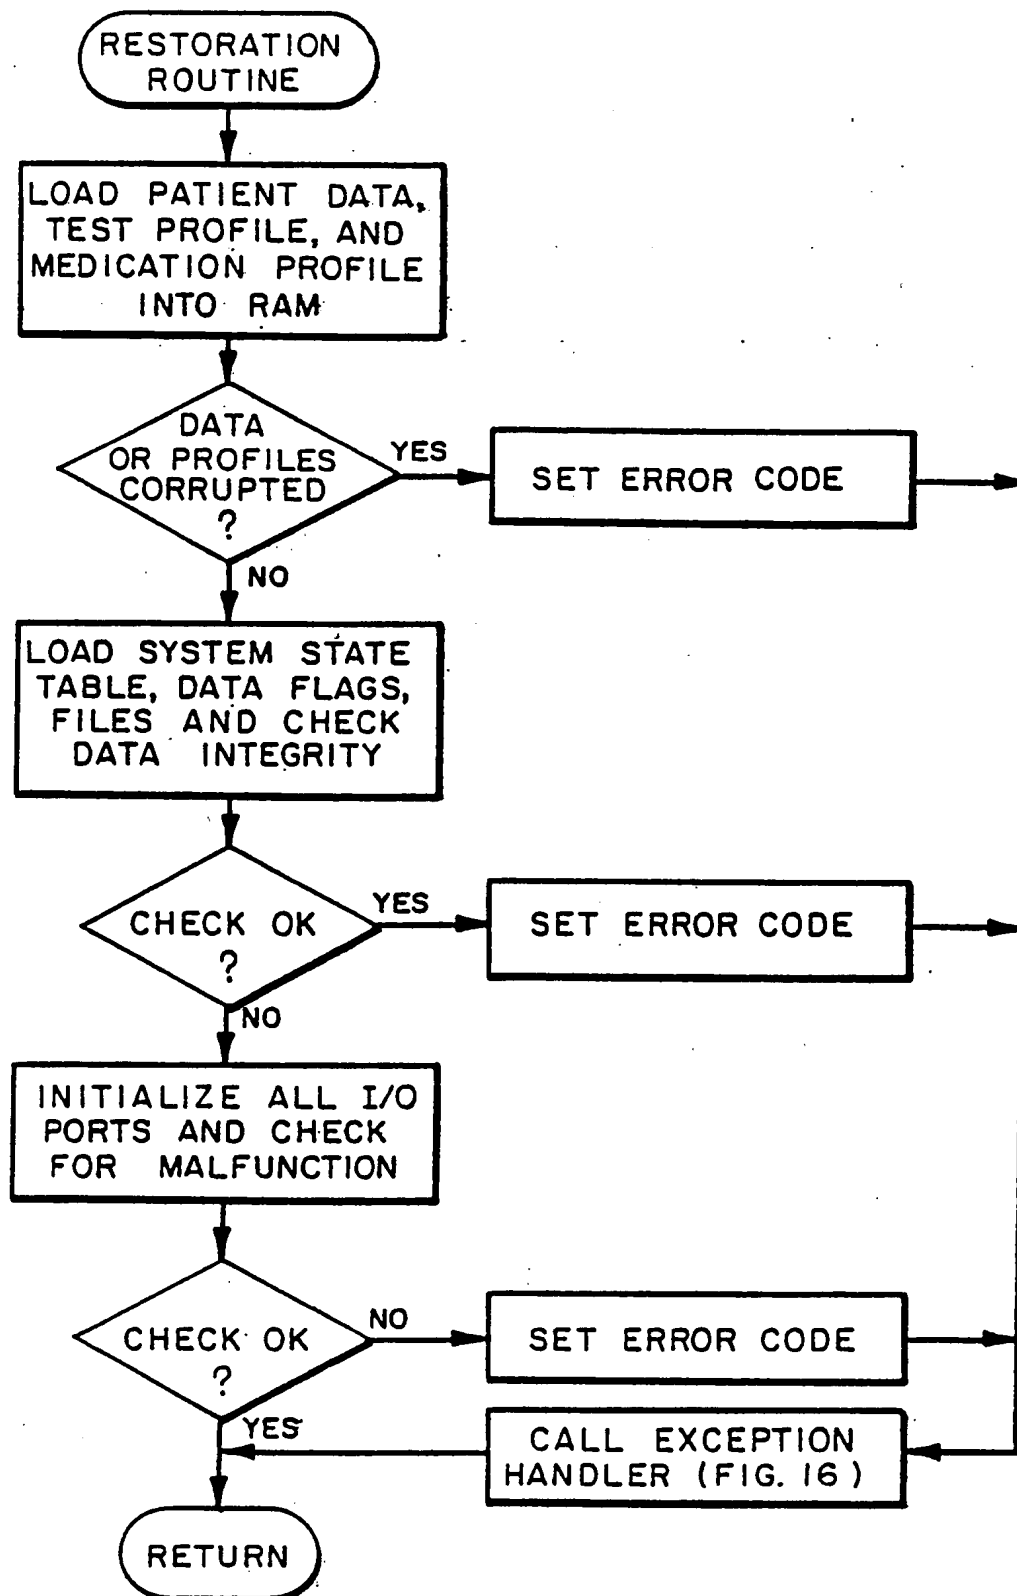 RESTORATION
ROUTINE
LOAD PATIENT DATA,
TEST PROFILE, AND
MEDICATION PROFILE
INTO RAM
DATA
OR PROFILES
CORRUPTED
?
YES
SET ERROR CODE
NO
LOAD SYSTEM STATE
TABLE, DATA FLAGS,
FILES AND CHECK
DATA INTEGRITY
CHECK OK
?
YES
SET ERROR CODE
NO
INITIALIZE ALL I/O
PORTS AND CHECK
FOR MALFUNCTION
CHECK OK
?
NO
SET ERROR CODE
YES
CALL EXCEPTION
HANDLER (FIG. 16)
RETURN